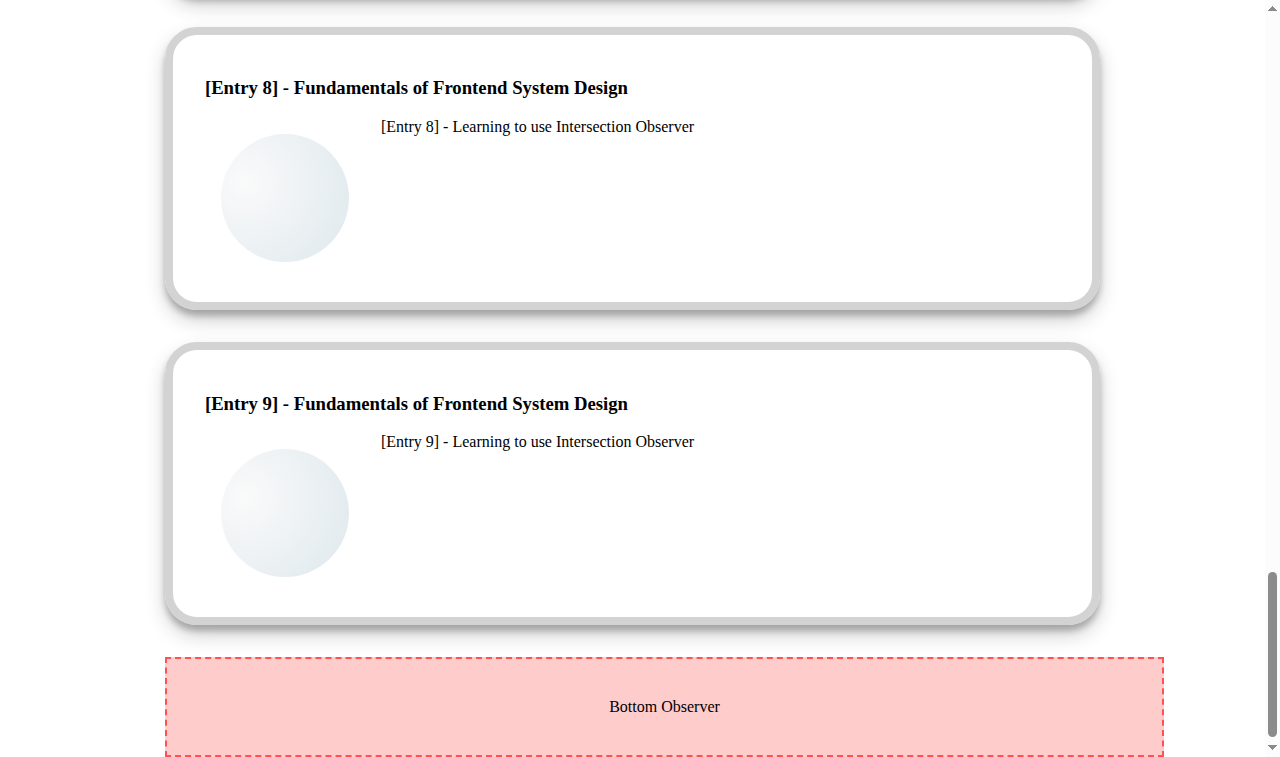 [Entry 8] - Fundamentals of Frontend System Design
[Entry 8] - Learning to use Intersection Observer
[Entry 9] - Fundamentals of Frontend System Design
[Entry 9] - Learning to use Intersection Observer
Bottom Observer